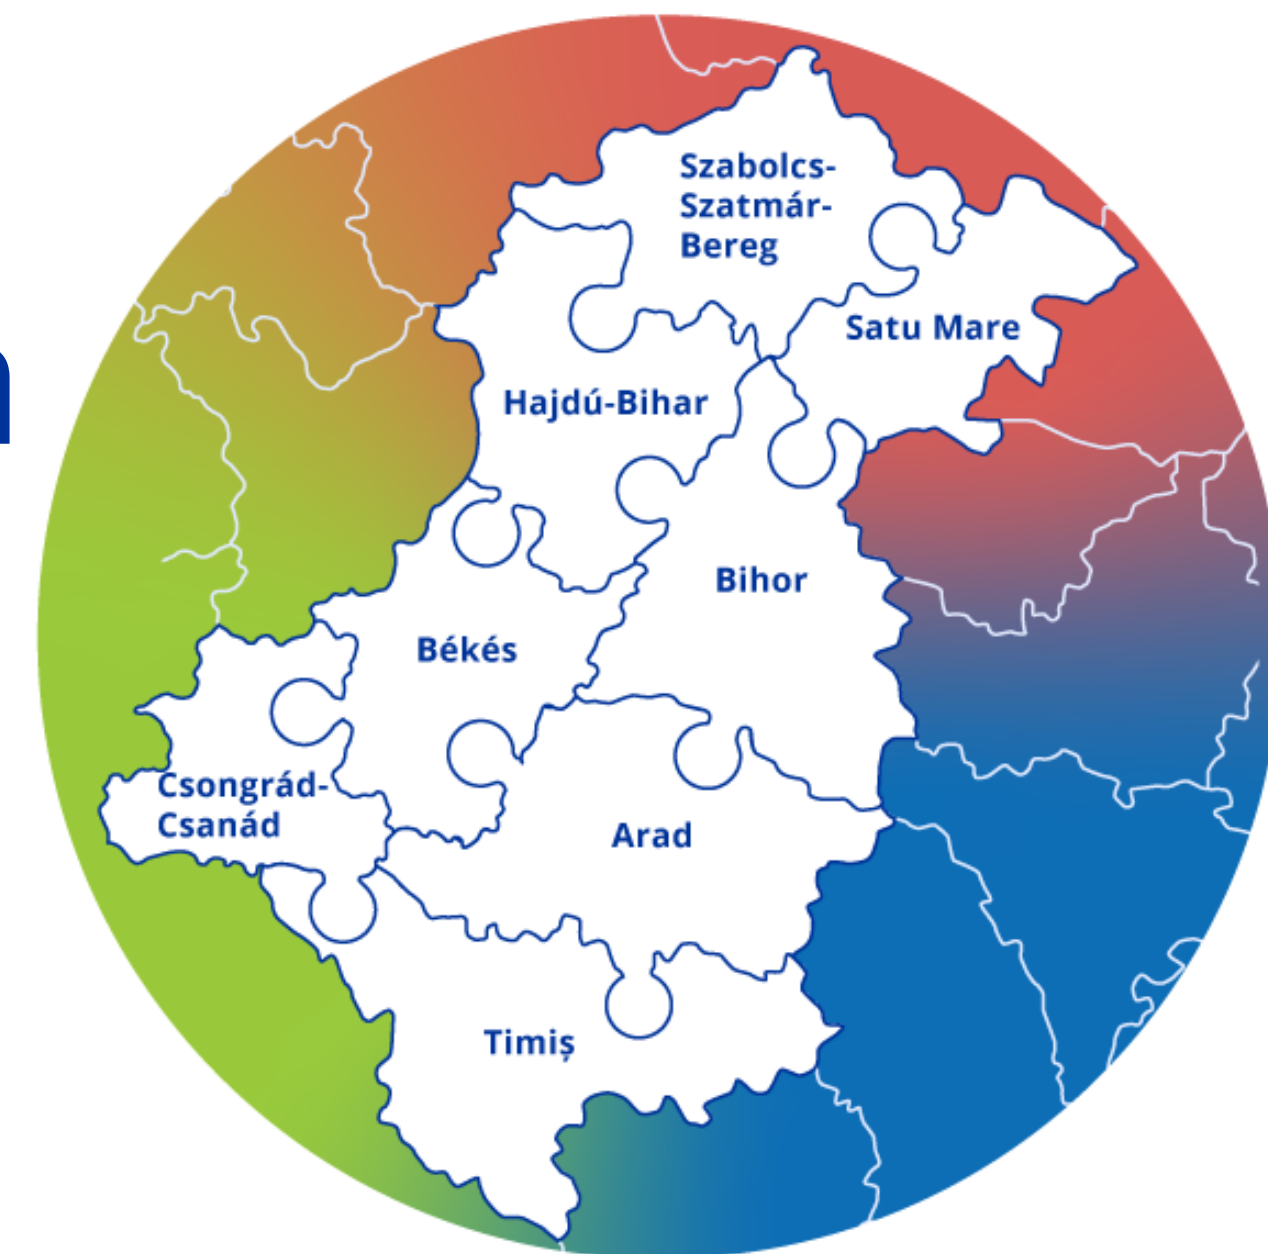 Szabolcs-
Szatmár-
Bereg
Satu Mare
Hajdú-Bihar
Bihor
Békés
Csongrád-
Csanád
Arad
Timiș